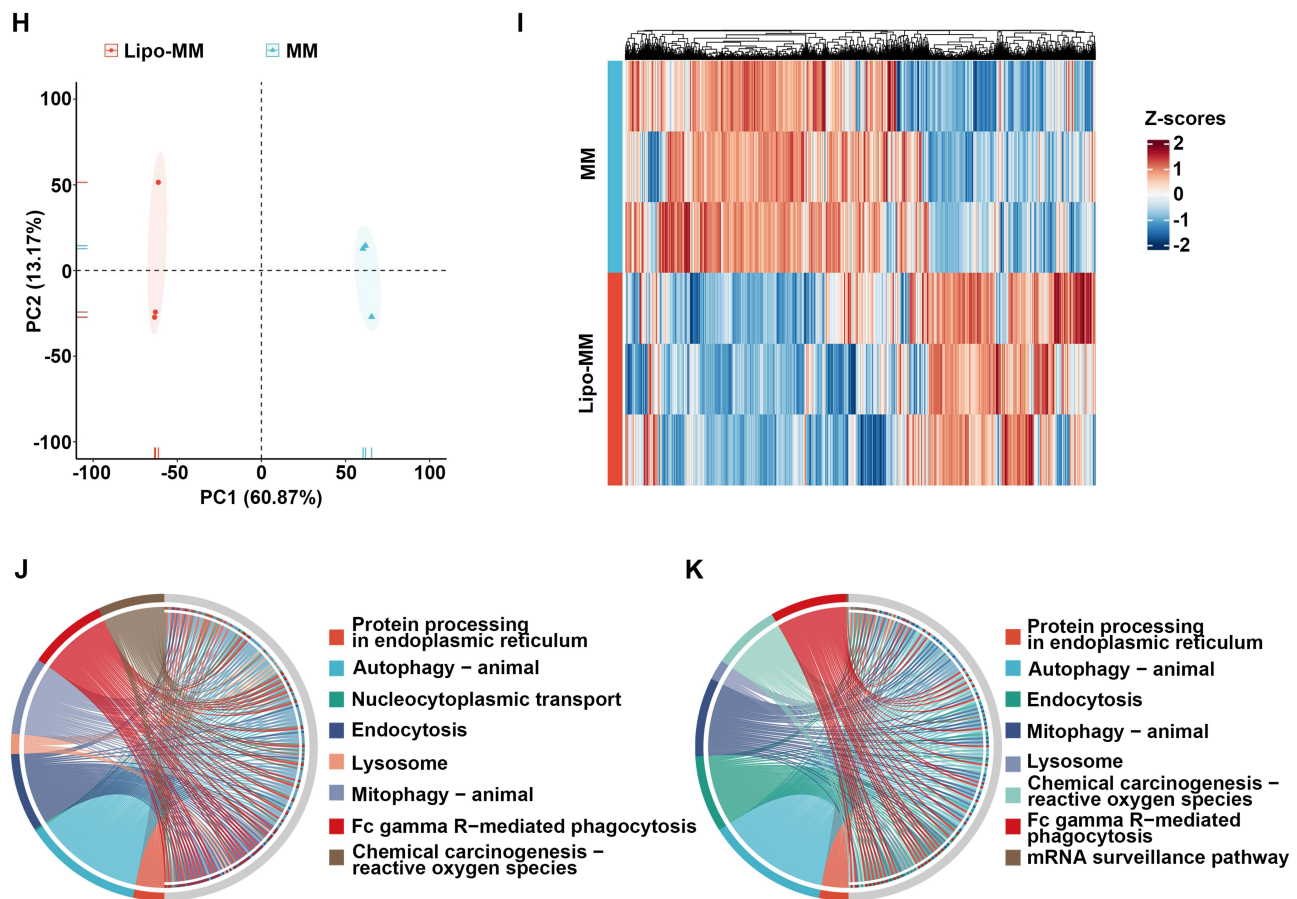 H
Lipo-MM
MM
100
50
0
-50
-100
-100
-50
0
50
100
PC2 (13.17%)
PC1 (60.87%)
I
MM
Lipo-MM
Z-scores
2
1
0
-1
-2
J
Protein processing
in endoplasmic reticulum
Autophagy − animal
Nucleocytoplasmic transport
Endocytosis
Lysosome
Mitophagy − animal
Fc gamma R−mediated phagocytosis
Chemical carcinogenesis −
reactive oxygen species
K
Protein processing
in endoplasmic reticulum
Autophagy − animal
Endocytosis
Mitophagy − animal
Lysosome
Chemical carcinogenesis −
reactive oxygen species
Fc gamma R−mediated
phagocytosis
mRNA surveillance pathway